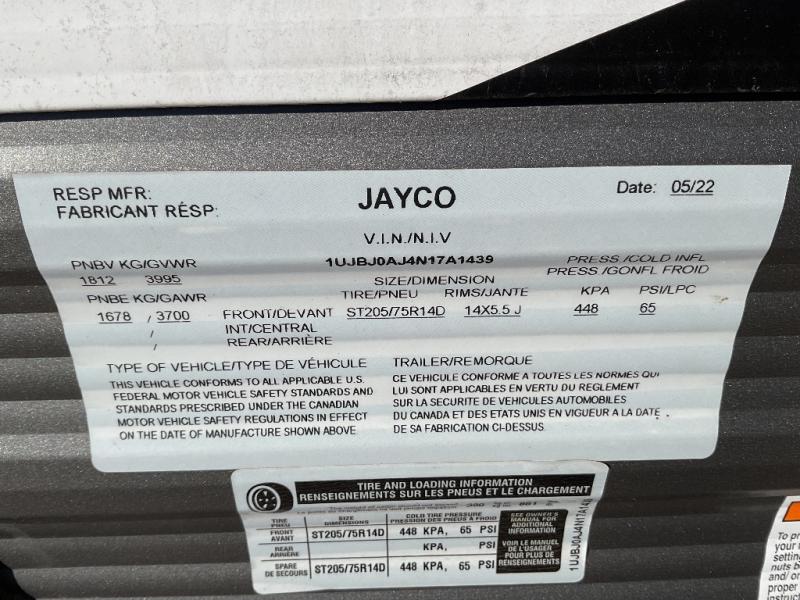 RESP MFR:
FABRICANT RÉSP:
JAYCO
Date: 05/22
V.I.N./N.I.V
1UJBJ0AJ4N17A1439
PNBV KG/GVWR
1812 3995
PRESS/COLD INFL
PRESS/GONFL FROID
SIZE/DIMENSION
PNBE KG/GAWR
TIRE/PNEU RIMS/JANTE KPA PSI/LPC
1678 / 3700 FRONT/DEVANT ST205/75R14D 14X5.5 J 448 65
/ INT/CENTRAL
/ REAR/ARRIÈRE
TYPE OF VEHICLE/TYPE DE VÉHICULE TRAILER/REMORQUE
THIS VEHICLE CONFORMS TO ALL APPLICABLE U.S.
FEDERAL MOTOR VEHICLE SAFETY STANDARDS AND
STANDARDS PRESCRIBED UNDER THE CANADIAN
MOTOR VEHICLE SAFETY REGULATIONS IN EFFECT
ON THE DATE OF MANUFACTURE SHOWN ABOVE
CE VEHICULE CONFORME A TOUTES LES NORMES QUI
LUI SONT APPLICABLES EN VERTU DU REGLEMENT
SUR LA SECURITE DE VEHICULES AUTOMOBILES
DU CANADA ET DES ETATS UNIS EN VIGUEUR A LA DATE
DE SA FABRICATION CI-DESSUS
TIRE AND LOADING INFORMATION
RENSEIGNEMENTS SUR LES PNEUS ET LE CHARGEMENT
TIRE
PNEU
SIZE
DIMENSIONS
COLD TIRE PRESSURE
PRESSION DES PNEUS A FROID
FRONT
AVANT
ST205/75R14D 448 KPA, 65 PSI
REAR
ARRIÈRE
KPA, PSI
SPARE
DE SECOURS
ST205/75R14D 448 KPA, 65 PSI
SEE OWNER'S
MANUAL FOR
ADDITIONAL
INFORMATION
VOIR LE MANUEL
DE L'USAGER
POUR PLUS DE
RENSEIGNEMENTS
1UJBJ0AJ4N17A14
To pr
your
setting
nuts b
and/ o
proper
instruct